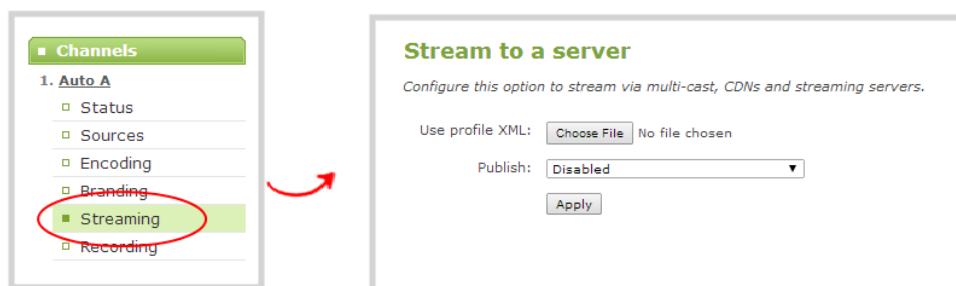 Channels
1. Auto A
Status
Sources
Encoding
Branding
Streaming
Recording
Stream to a server
Configure this option to stream via multi-cast, CDNs and streaming servers.
Use profile XML: Choose File No file chosen
Publish: Disabled
Apply